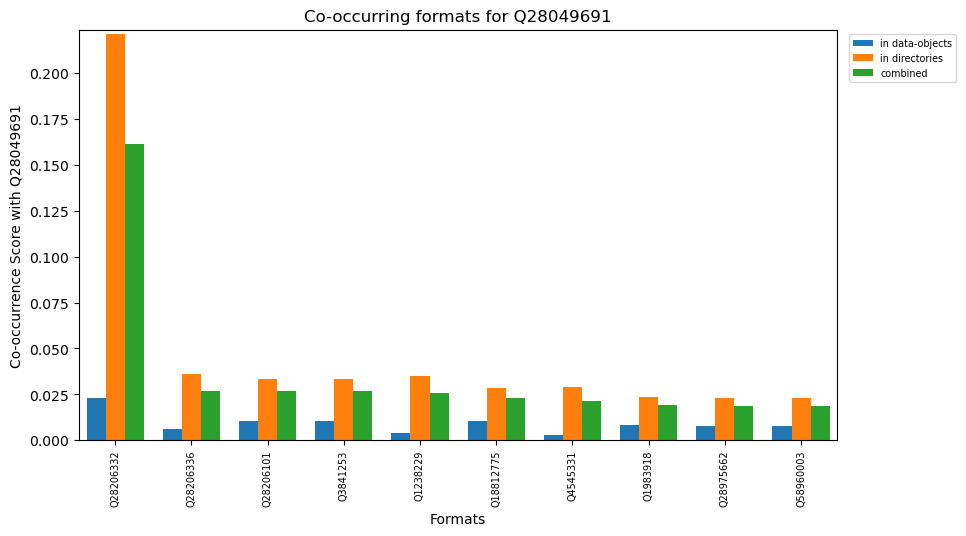 Co-occurring formats for Q28049691
in data-objects
in directories
combined
Co-occurrence Score with Q28049691
0.200
0.175
0.150
0.125
0.100
0.075
0.050
0.025
0.000
Q28206332
Q28206336
Q28206101
Q3841253
Q1238229
Q18812775
Q4545331
Q1983918
Q28975662
Q58960003
Formats